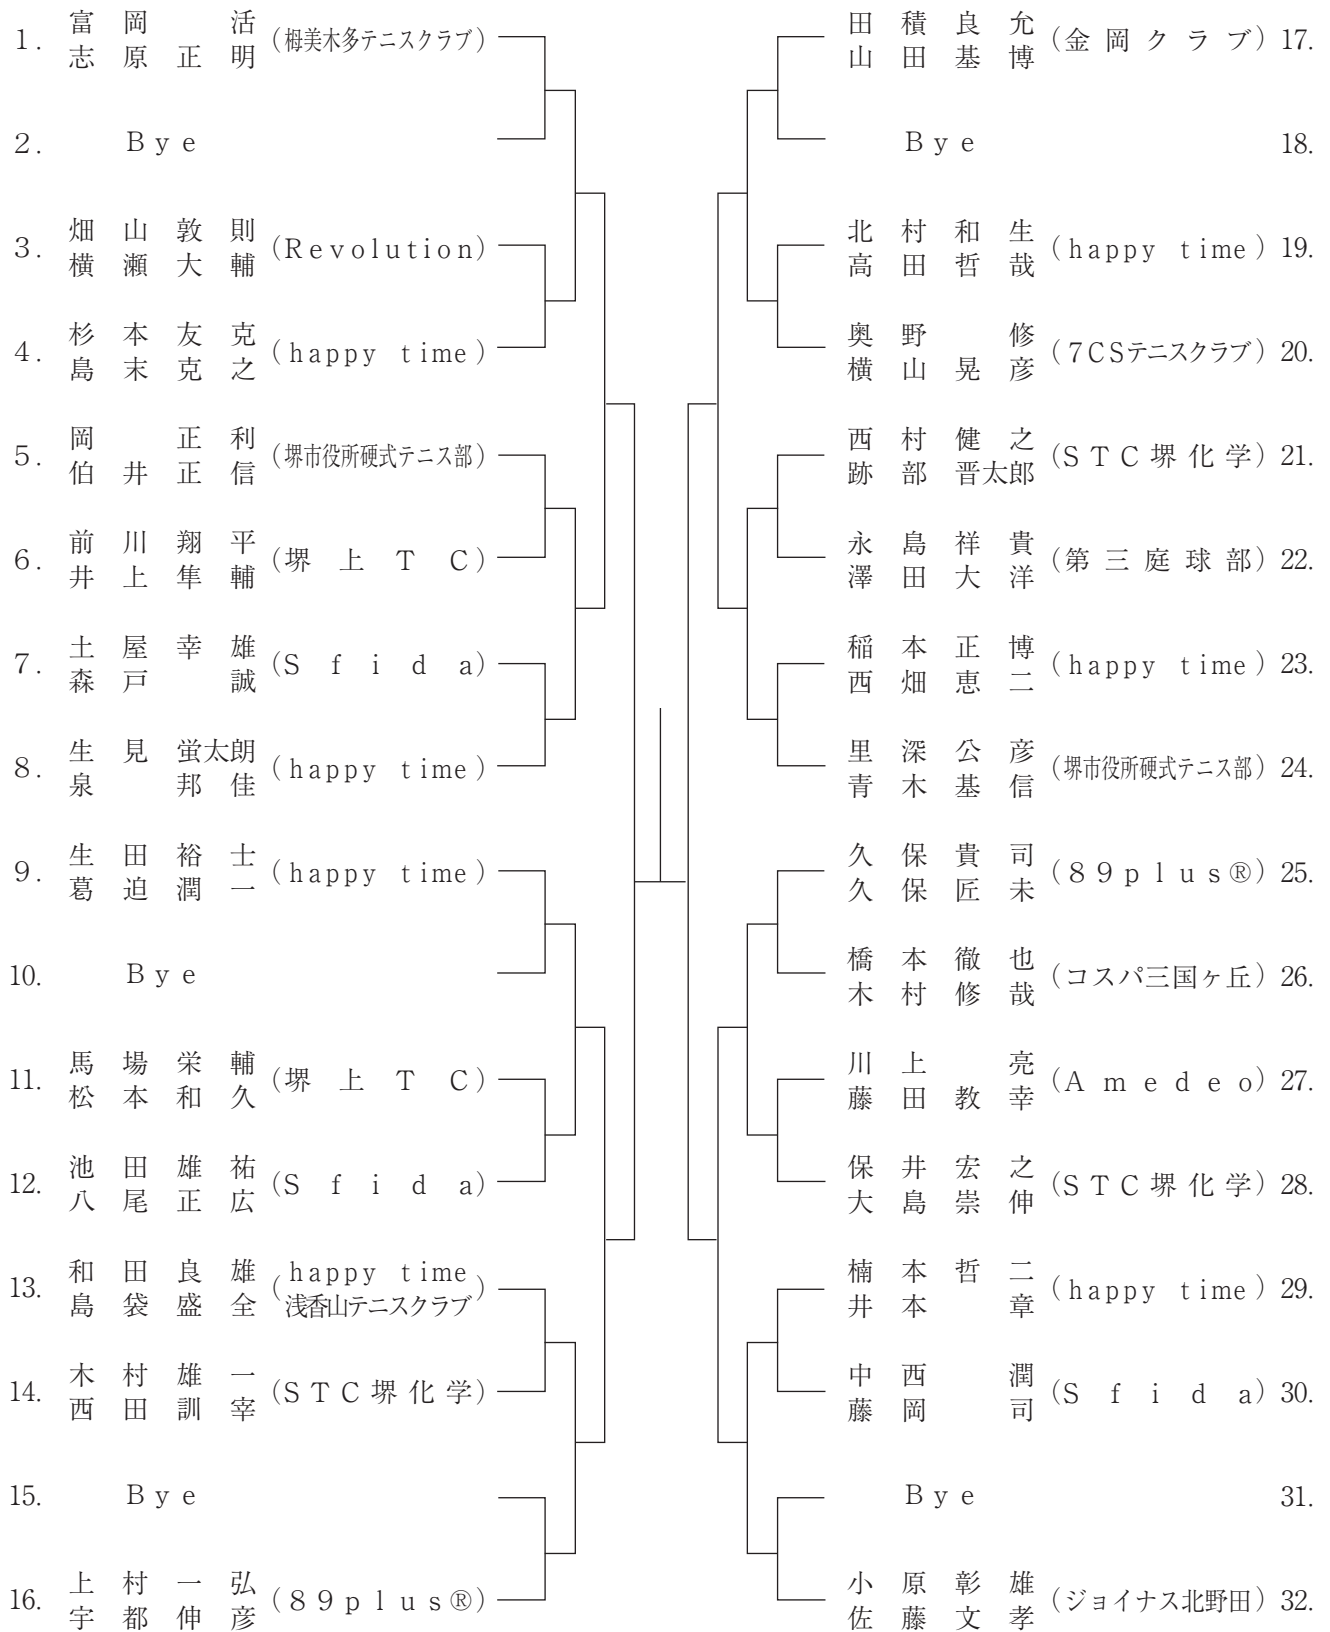 1. 富岡 活 (栂美木多テニスクラブ)
志原正明
2. Bye
3. 畑山敦則 (Revolution)
横瀬大輔
4. 杉本友克 (happy time)
島末克之
5. 岡 正利 (堺市役所硬式テニス部)
伯井正信
6. 前川翔平 (堺上TC)
井上隼輔
7. 土屋幸雄 (Sfida)
森戸 誠
8. 生見蛍太朗 (happy time)
泉 邦佳
9. 生田裕士 (happy time)
葛迫潤一
10. Bye
11. 馬場栄輔 (堺上TC)
松本和久
12. 池田雄祐 (Sfida)
八尾正広
13. 和田良雄 (happy time
島袋盛全 浅香山テニスクラブ)
14. 木村雄一 (STC堺化学)
西田訓宰
15. Bye
16. 上村一弘 (89plus®)
宇都伸彦
田積良允 (金岡クラブ) 17.
山田基博
Bye 18.
北村和生 (happy time) 19.
高田哲哉
奥野 修 (7CSテニスクラブ) 20.
横山晃彦
西村健之 (STC堺化学) 21.
跡部晋太郎
永島祥貴 (第三庭球部) 22.
澤田大洋
稲本正博 (happy time) 23.
西畑恵二
里深公彦 (堺市役所硬式テニス部) 24.
青木基信
久保貴司 (89plus®) 25.
久保匠未
橋本徹也 (コスパ三国ヶ丘) 26.
木村修哉
川上 亮 (Amedeo) 27.
藤田教幸
保井宏之 (STC堺化学) 28.
大島崇伸
楠本哲二 (happy time) 29.
井本 章
中西 潤 (Sfida) 30.
藤岡 司
Bye 31.
小原彰雄 (ジョイナス北野田) 32.
佐藤文孝